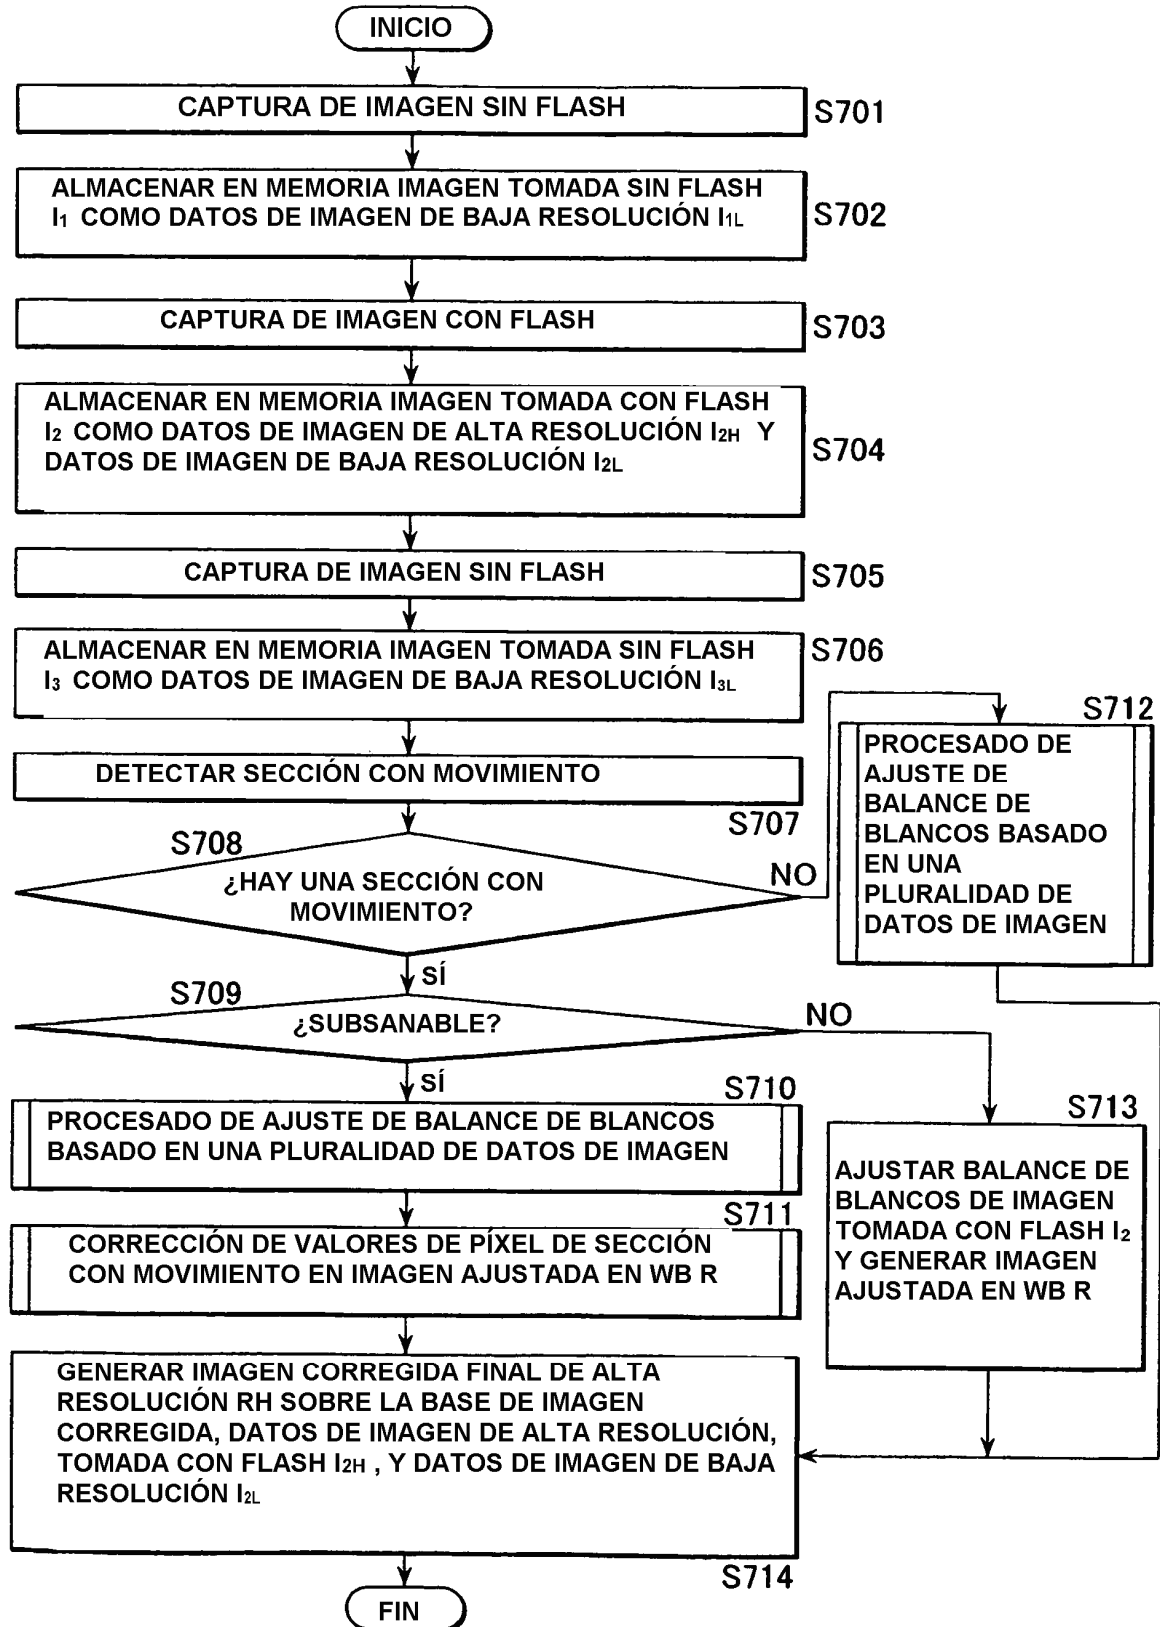 INICIO
CAPTURA DE IMAGEN SIN FLASH
S701
ALMACENAR EN MEMORIA IMAGEN TOMADA SIN FLASH
I1 COMO DATOS DE IMAGEN DE BAJA RESOLUCIÓN I1L
S702
CAPTURA DE IMAGEN CON FLASH
S703
ALMACENAR EN MEMORIA IMAGEN TOMADA CON FLASH
I2 COMO DATOS DE IMAGEN DE ALTA RESOLUCIÓN I2H Y
DATOS DE IMAGEN DE BAJA RESOLUCIÓN I2L
S704
CAPTURA DE IMAGEN SIN FLASH
S705
ALMACENAR EN MEMORIA IMAGEN TOMADA SIN FLASH
I3 COMO DATOS DE IMAGEN DE BAJA RESOLUCIÓN I3L
S706
DETECTAR SECCIÓN CON MOVIMIENTO
S707
S708
¿HAY UNA SECCIÓN CON
MOVIMIENTO?
NO
SÍ
S712
PROCESADO DE
AJUSTE DE
BALANCE DE
BLANCOS BASADO
EN UNA
PLURALIDAD DE
DATOS DE IMAGEN
S709
¿SUBSANABLE?
NO
SÍ
S710
PROCESADO DE AJUSTE DE BALANCE DE BLANCOS
BASADO EN UNA PLURALIDAD DE DATOS DE IMAGEN
S711
CORRECCIÓN DE VALORES DE PÍXEL DE SECCIÓN
CON MOVIMIENTO EN IMAGEN AJUSTADA EN WB R
S713
AJUSTAR BALANCE DE
BLANCOS DE IMAGEN
TOMADA CON FLASH I2
Y GENERAR IMAGEN
AJUSTADA EN WB R
GENERAR IMAGEN CORREGIDA FINAL DE ALTA
RESOLUCIÓN RH SOBRE LA BASE DE IMAGEN
CORREGIDA, DATOS DE IMAGEN DE ALTA RESOLUCIÓN,
TOMADA CON FLASH I2H , Y DATOS DE IMAGEN DE BAJA
RESOLUCIÓN I2L
S714
FIN